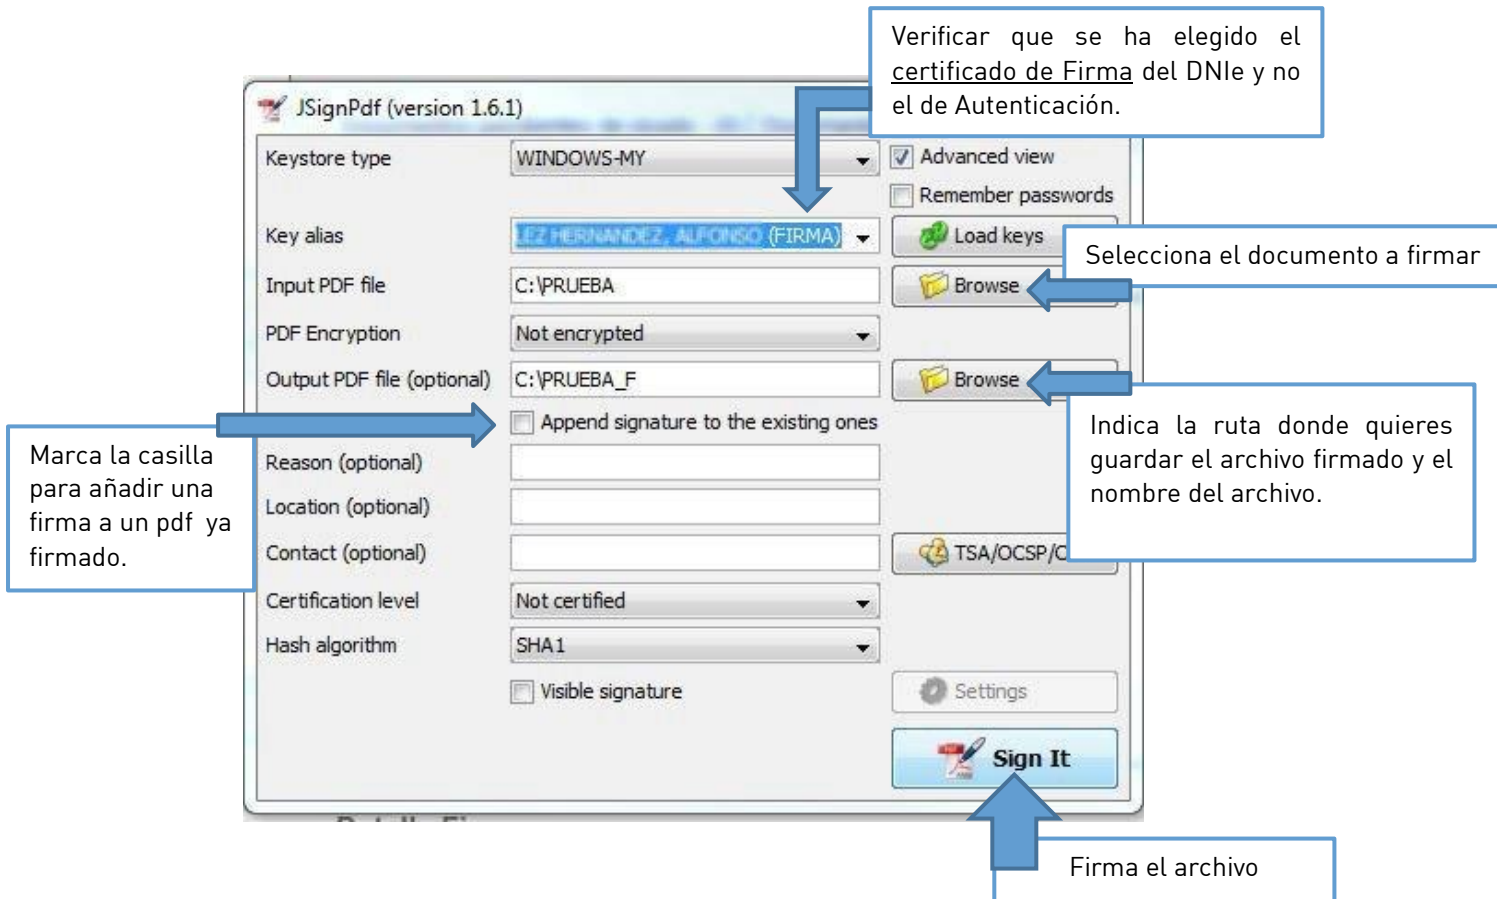 Verificar que se ha elegido el
certificado de Firma del DNIe y no
el de Autenticación.
JSignPdf (version 1.6.1)
Keystore type
WINDOWS-MY
Advanced view
Remember passwords
Key alias
LEZ HERNANDEZ, ALFONSO (FIRMA)
Load keys
Selecciona el documento a firmar
Input PDF file
C:\PRUEBA
Browse
PDF Encryption
Not encrypted
Output PDF file (optional)
C:\PRUEBA_F
Browse
Append signature to the existing ones
Indica la ruta donde quieres
guardar el archivo firmado y el
nombre del archivo.
Marca la casilla
para añadir una
firma a un pdf ya
firmado.
Reason (optional)
Location (optional)
Contact (optional)
TSA/OCSP/C
Certification level
Not certified
Hash algorithm
SHA1
Visible signature
Settings
Sign It
Firma el archivo